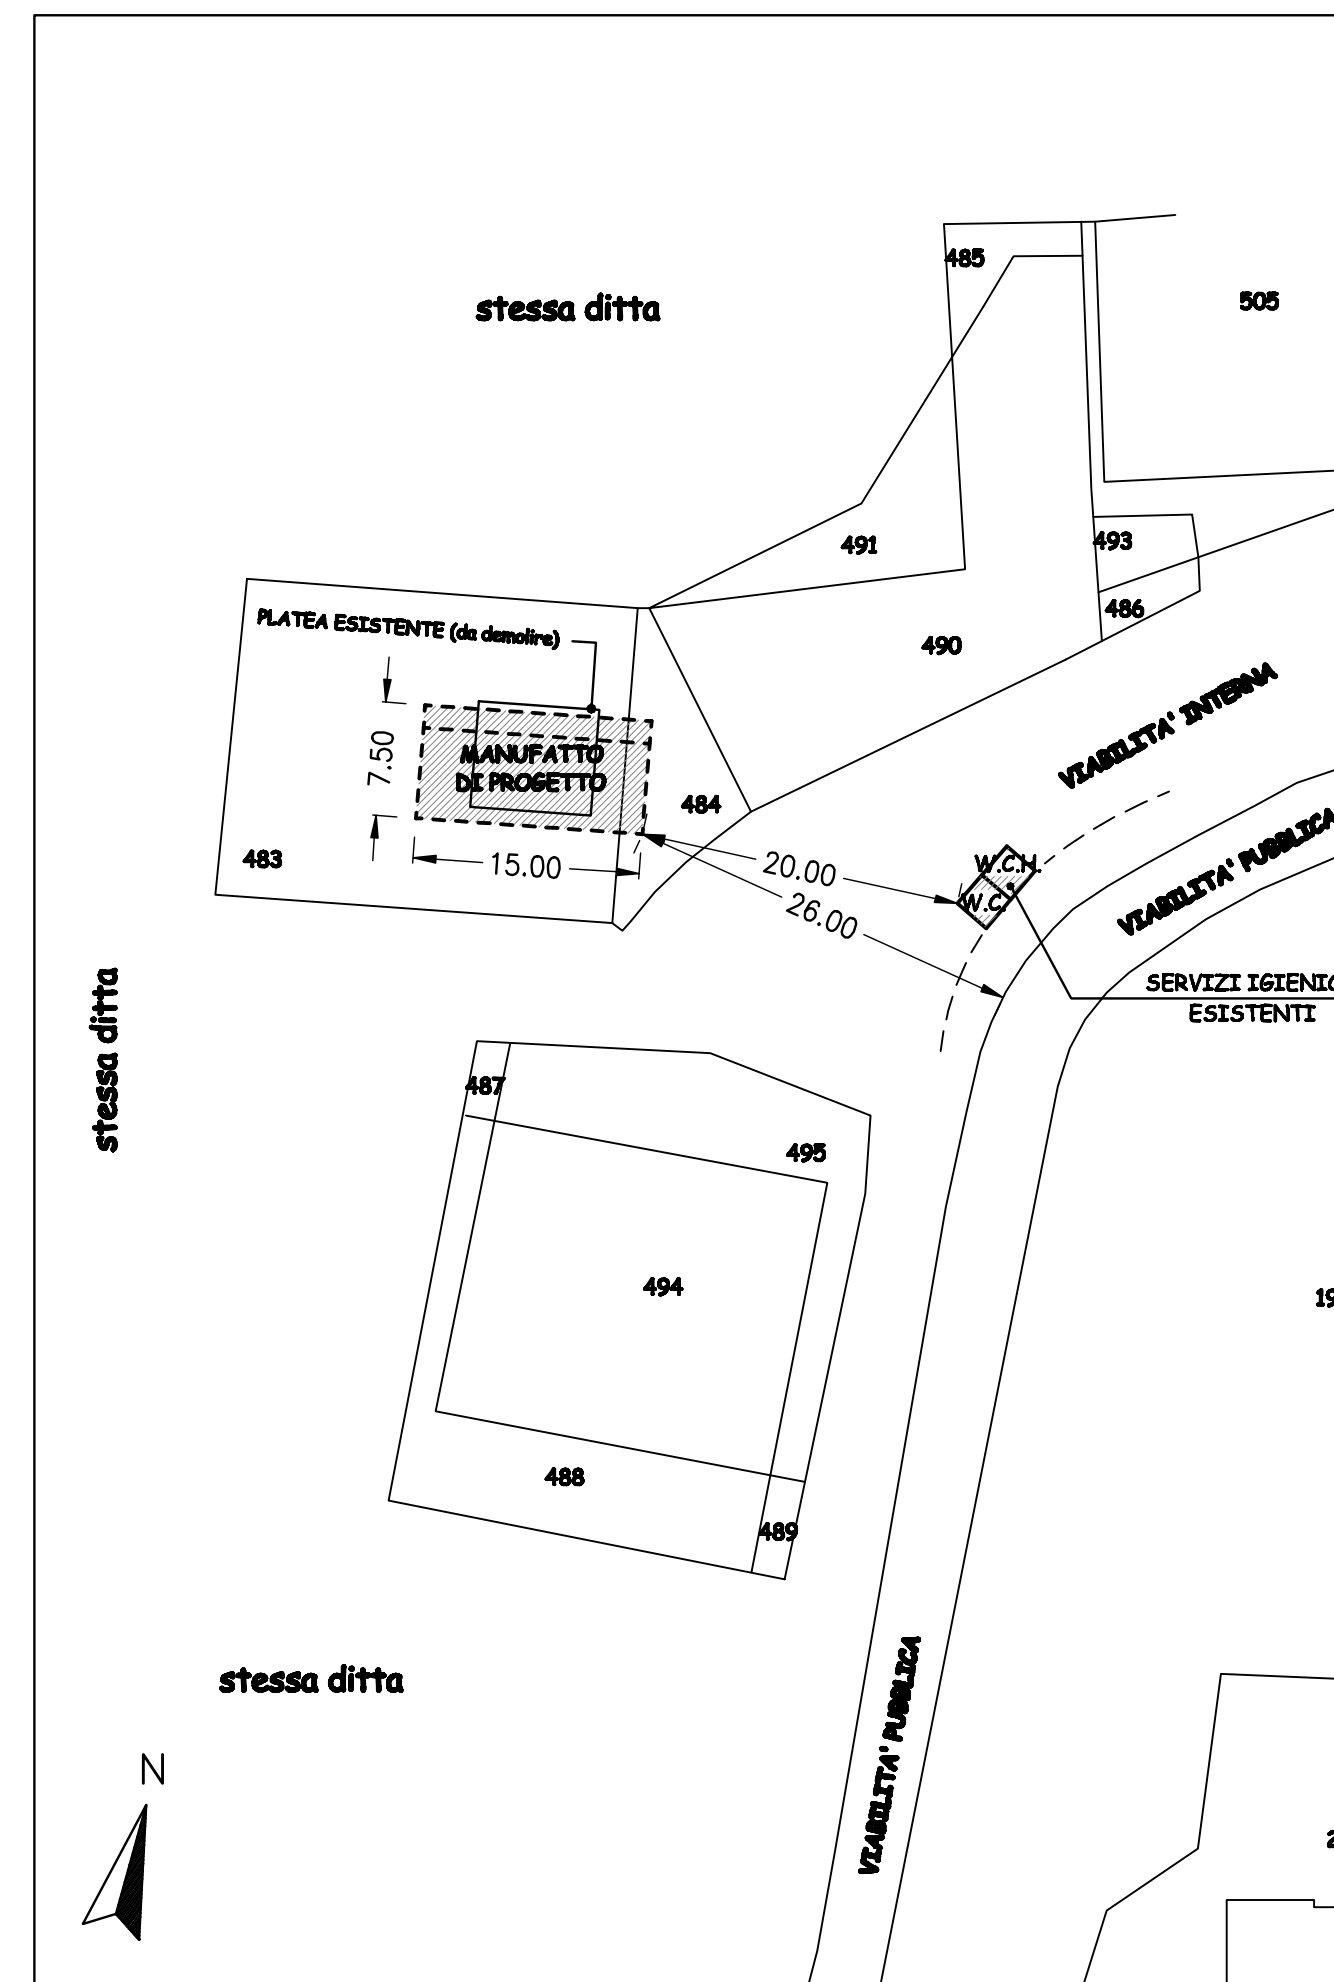 485
505
stessa ditta
491
493
486
PLATEA ESISTENTE (da demolire)
490
VIABILITA' INTERNA
7.50
MANUFATTO
DI PROGETTO
484
VIABILITA' PUBBLICA
483
15.00
20.00
W.C.H.
W.C.
26.00
SERVIZI IGIENIC
ESISTENTI
stessa ditta
487
495
494
488
489
stessa ditta
VIABILITA' PUBBLICA
N